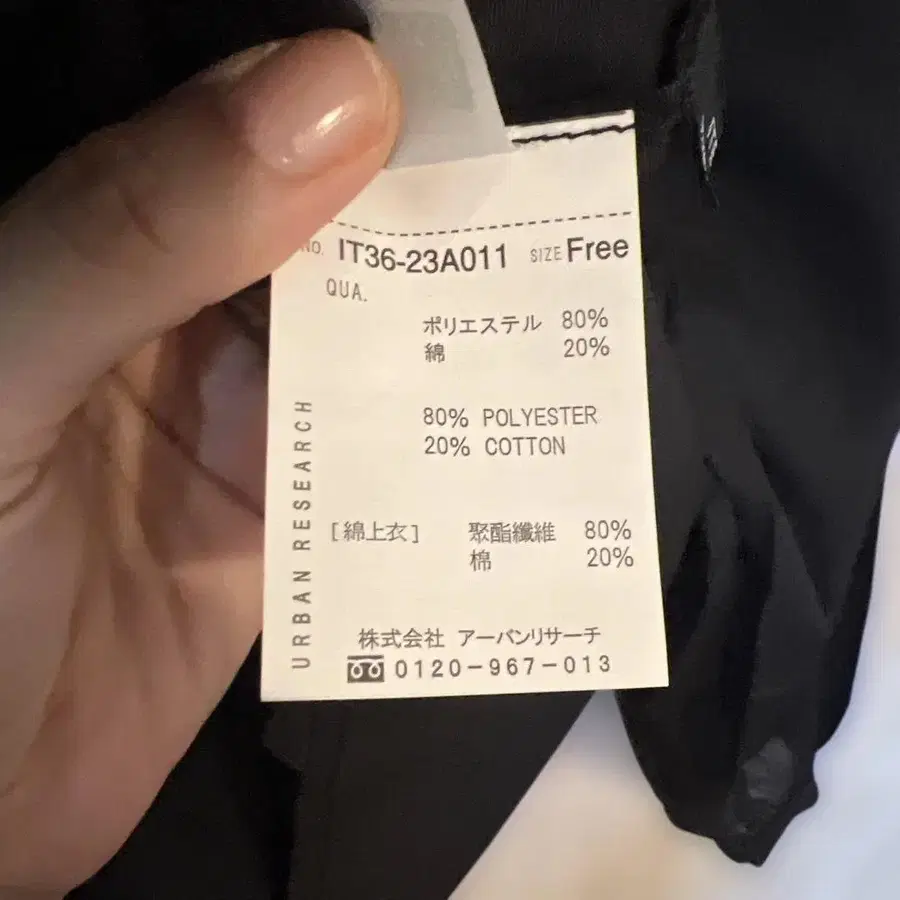 No. IT36-23A011 SIZE Free
QUA.
ポリエステル 80%
綿 20%
80% POLYESTER
20% COTTON
URBAN RESEARCH
[綿上衣] 聚酯纖維 80%
棉 20%
株式会社 アーバンリサーチ
0120-967-013